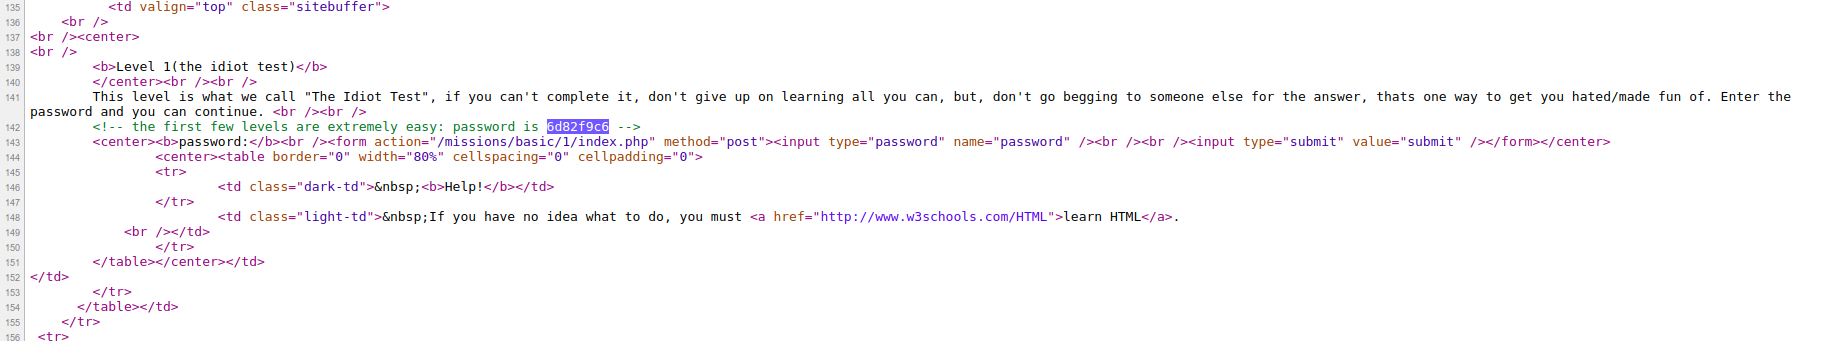 135 <td valign="top" class="sitebuffer">
136 <br />
137 <br /><center>
138 <br />
139 <b>Level 1(the idiot test)</b>
140 </center><br /><br />
141 This level is what we call "The Idiot Test", if you can't complete it, don't give up on learning all you can, but, don't go begging to someone else for the answer, thats one way to get you hated/made fun of. Enter the
password and you can continue. <br /><br />
142 <!-- the first few levels are extremely easy: password is 6d82f9c6 -->
143 <center><b>password:</b><br /><form action="/missions/basic/1/index.php" method="post"><input type="password" name="password" /><br /><br /><input type="submit" value="submit" /></form></center>
144 <center><table border="0" width="80%" cellspacing="0" cellpadding="0">
145 <tr>
146 <td class="dark-td">&nbsp;<b>Help!</b></td>
147 </tr>
148 <td class="light-td">&nbsp;If you have no idea what to do, you must <a href="http://www.w3schools.com/HTML">learn HTML</a>.
149 <br /></td>
150 </tr>
151 </table></center></td>
152 </td>
153 </tr>
154 </table></td>
155 </tr>
156 <tr>